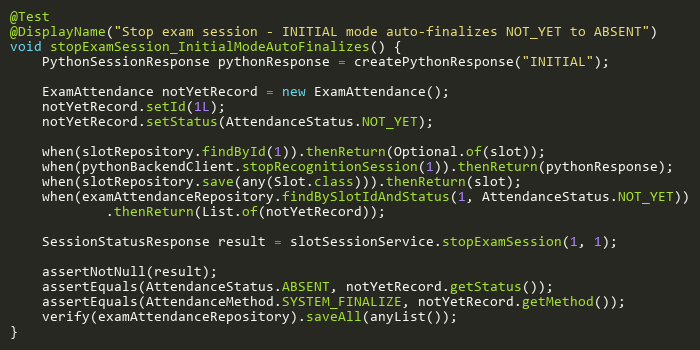 @Test
@DisplayName("Stop exam session - INITIAL mode auto-finalizes NOT_YET to ABSENT")
void stopExamSession_InitialModeAutoFinalizes() {
    PythonSessionResponse pythonResponse = createPythonResponse("INITIAL");

    ExamAttendance notYetRecord = new ExamAttendance();
    notYetRecord.setId(1L);
    notYetRecord.setStatus(AttendanceStatus.NOT_YET);

    when(slotRepository.findById(1)).thenReturn(Optional.of(slot));
    when(pythonBackendClient.stopRecognitionSession(1)).thenReturn(pythonResponse);
    when(slotRepository.save(any(Slot.class))).thenReturn(slot);
    when(examAttendanceRepository.findBySlotIdAndStatus(1, AttendanceStatus.NOT_YET))
            .thenReturn(List.of(notYetRecord));

    SessionStatusResponse result = slotSessionService.stopExamSession(1, 1);

    assertNotNull(result);
    assertEquals(AttendanceStatus.ABSENT, notYetRecord.getStatus());
    assertEquals(AttendanceMethod.SYSTEM_FINALIZE, notYetRecord.getMethod());
    verify(examAttendanceRepository).saveAll(anyList());
}